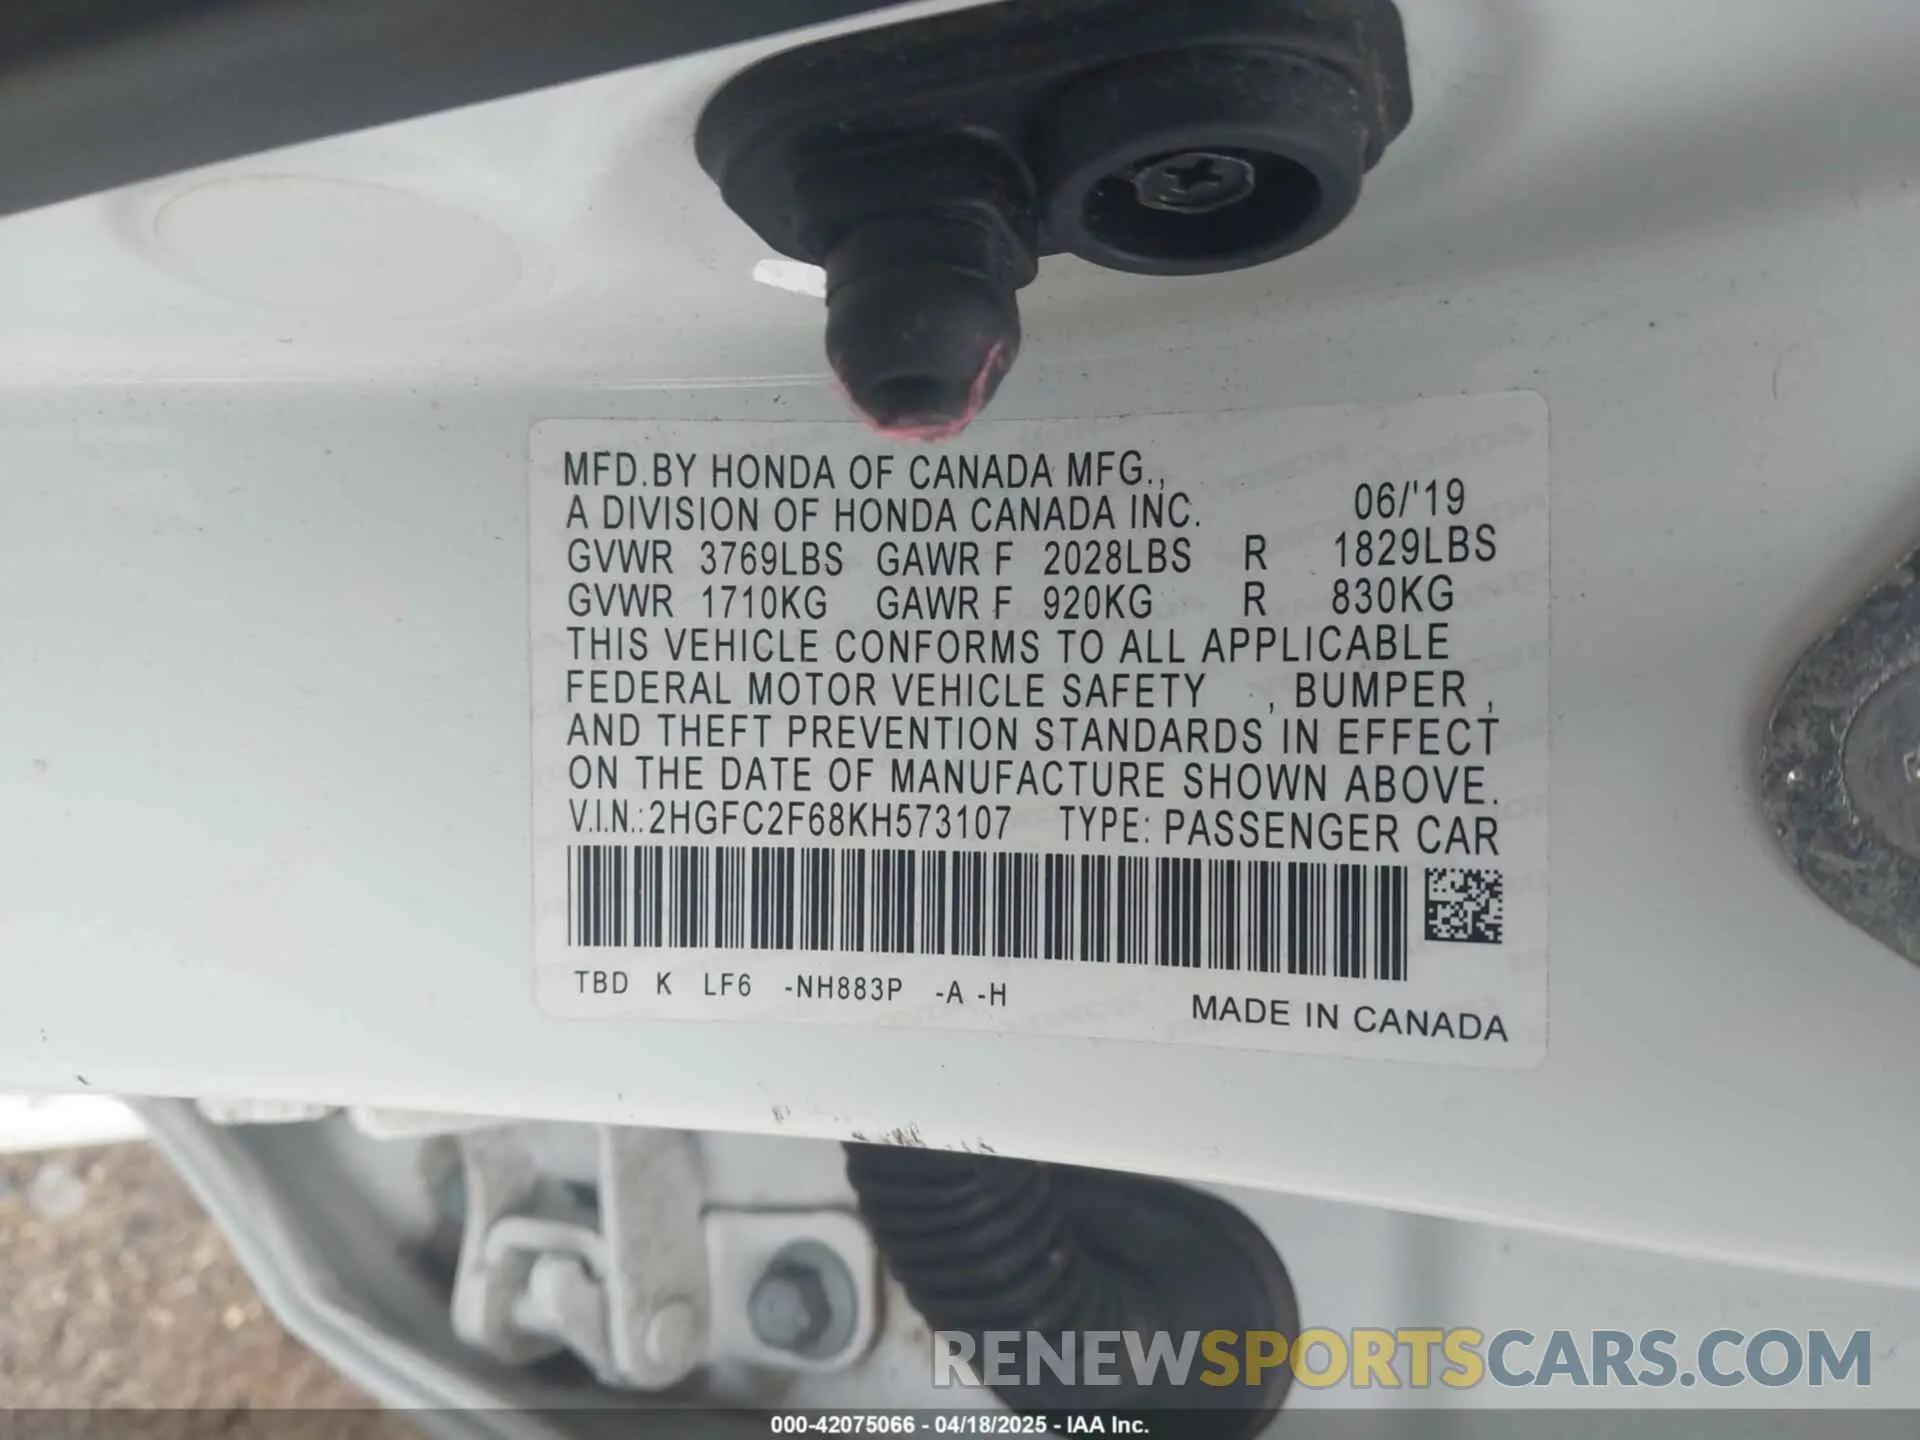 MFD.BY HONDA OF CANADA MFG.,
A DIVISION OF HONDA CANADA INC. 06/'19
GVWR 3769LBS GAWR F 2028LBS R 1829LBS
GVWR 1710KG GAWR F 920KG R 830KG
THIS VEHICLE CONFORMS TO ALL APPLICABLE
FEDERAL MOTOR VEHICLE SAFETY , BUMPER ,
AND THEFT PREVENTION STANDARDS IN EFFECT
ON THE DATE OF MANUFACTURE SHOWN ABOVE.
V.I.N.: 2HGFC2F68KH573107 TYPE: PASSENGER CAR
TBD K LF6 -NH883P -A -H
MADE IN CANADA
RENEWSPORTSCARS.COM
000-42075066 - 04/18/2025 - IAA Inc.